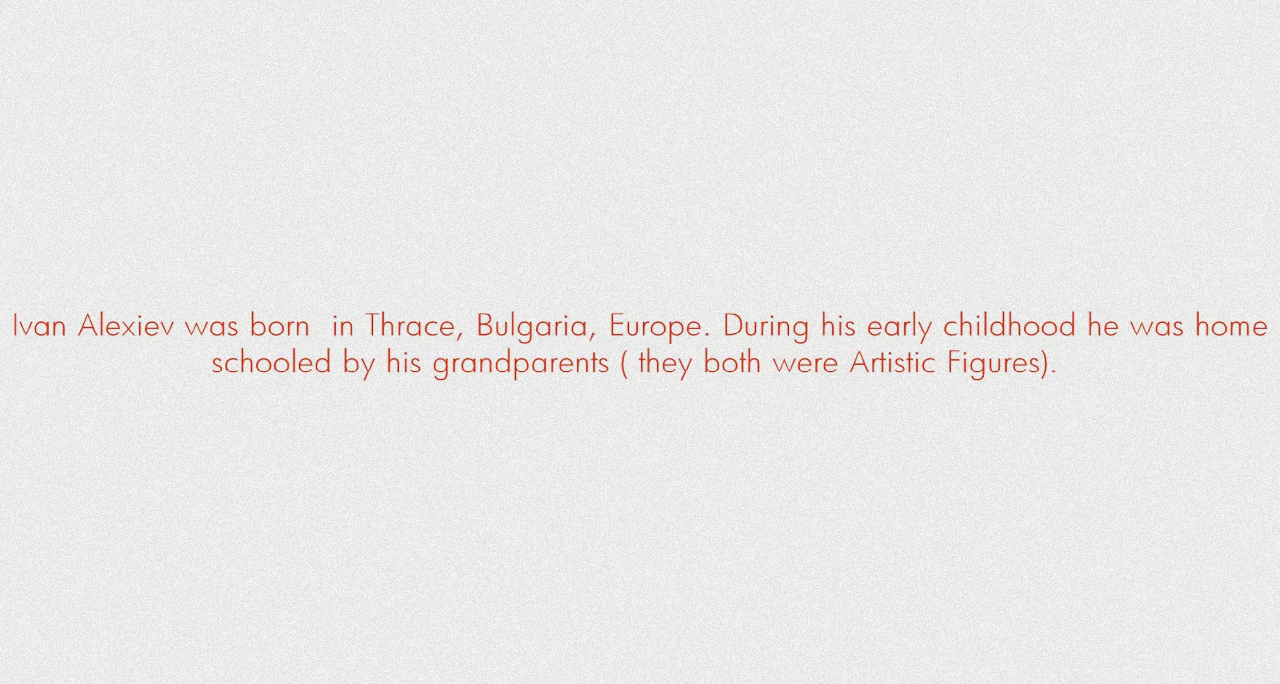 Ivan Alexiev was born  in Thrace, Bulgaria, Europe. During his early childhood he was home
schooled by his grandparents ( they both were Artistic Figures).